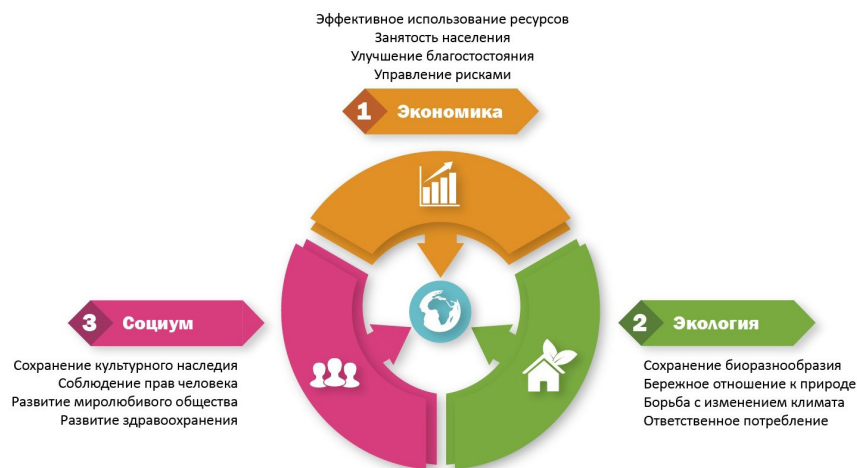 Эффективное использование ресурсов
Занятость населения
Улучшение благостостояния
Управление рисками
1 Экономика
3 Социум
Сохранение культурного наследия
Соблюдение прав человека
Развитие миролюбивого общества
Развитие здравоохранения
2 Экология
Сохранение биоразнообразия
Бережное отношение к природе
Борьба с изменением климата
Ответственное потребление